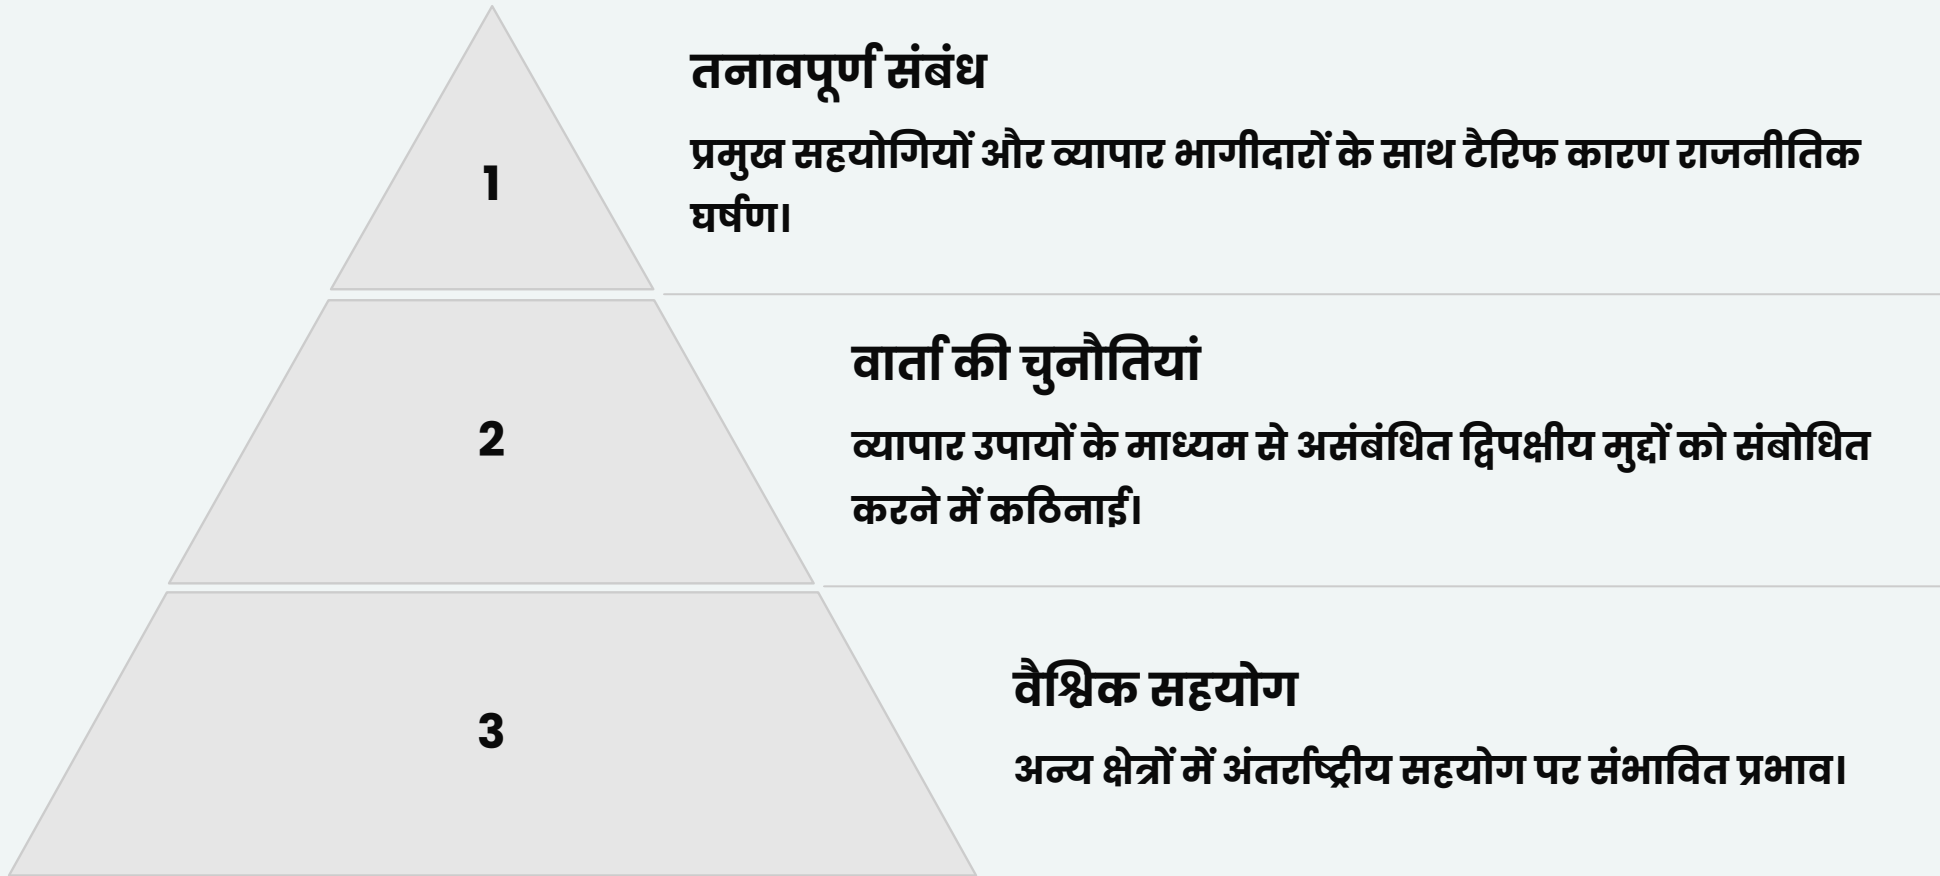 तनावपूर्ण संबंध
प्रमुख सहयोगियों और व्यापार भागीदारों के साथ टैरिफ कारण राजनीतिक
घर्षण।
1
वार्ता की चुनौतियां
व्यापार उपायों के माध्यम से असंबंधित द्विपक्षीय मुद्दों को संबोधित
करने में कठिनाई।
2
वैश्विक सहयोग
अन्य क्षेत्रों में अंतर्राष्ट्रीय सहयोग पर संभावित प्रभाव।
3